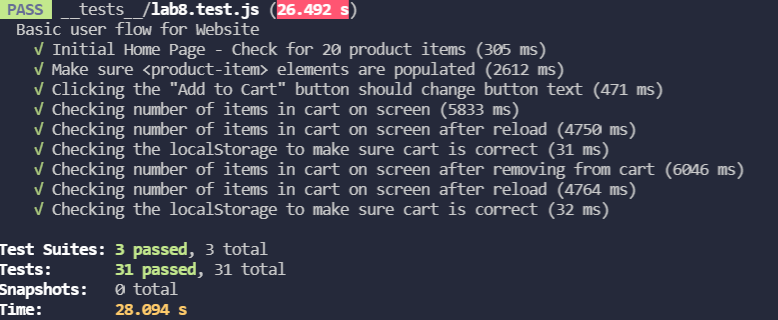 PASS __tests__/lab8.test.js (26.492 s)
Basic user flow for Website
√ Initial Home Page - Check for 20 product items (305 ms)
√ Make sure <product-item> elements are populated (2612 ms)
√ Clicking the "Add to Cart" button should change button text (471 ms)
√ Checking number of items in cart on screen (5833 ms)
√ Checking number of items in cart on screen after reload (4750 ms)
√ Checking the localStorage to make sure cart is correct (31 ms)
√ Checking number of items in cart on screen after removing from cart (6046 ms)
√ Checking number of items in cart on screen after reload (4764 ms)
√ Checking the localStorage to make sure cart is correct (32 ms)
Test Suites: 3 passed, 3 total
Tests: 31 passed, 31 total
Snapshots: 0 total
Time: 28.094 s